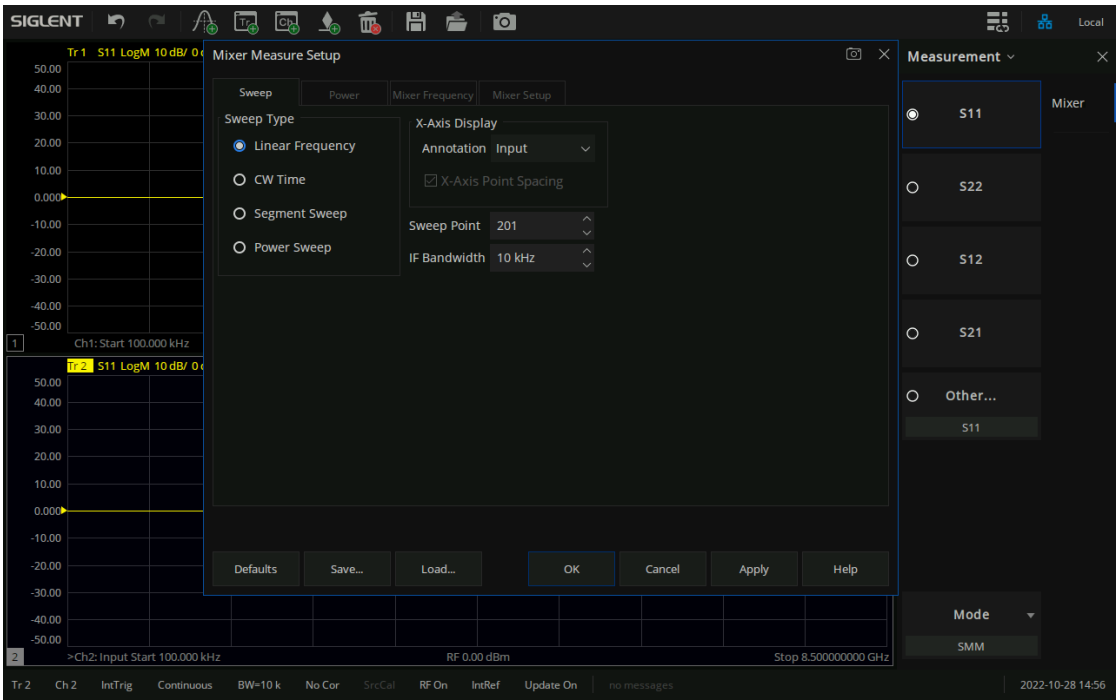 SIGLENT Tr Ch Local
Tr 1 S11 LogM 10 dB/ 0
50.00
40.00
30.00
20.00
10.00
0.000
-10.00
-20.00
-30.00
-40.00
-50.00
1 Ch1: Start 100.000 kHz
Tr 2 S11 LogM 10 dB/ 0
50.00
40.00
30.00
20.00
10.00
0.000
-10.00
-20.00
-30.00
-40.00
-50.00
2 >Ch2: Input Start 100.000 kHz RF 0.00 dBm Stop 8.500000000 GHz
Mixer Measure Setup
Sweep Power Mixer Frequency Mixer Setup
Sweep Type
Linear Frequency
CW Time
Segment Sweep
Power Sweep
X-Axis Display
Annotation Input
X-Axis Point Spacing
Sweep Point 201
IF Bandwidth 10 kHz
Defaults Save... Load... OK Cancel Apply Help
Measurement
Mixer
S11
S22
S12
S21
Other...
S11
Mode
SMM
Tr 2 Ch 2 IntTrig Continuous BW=10 k No Cor SrcCal RF On IntRef Update On no messages 2022-10-28 14:56